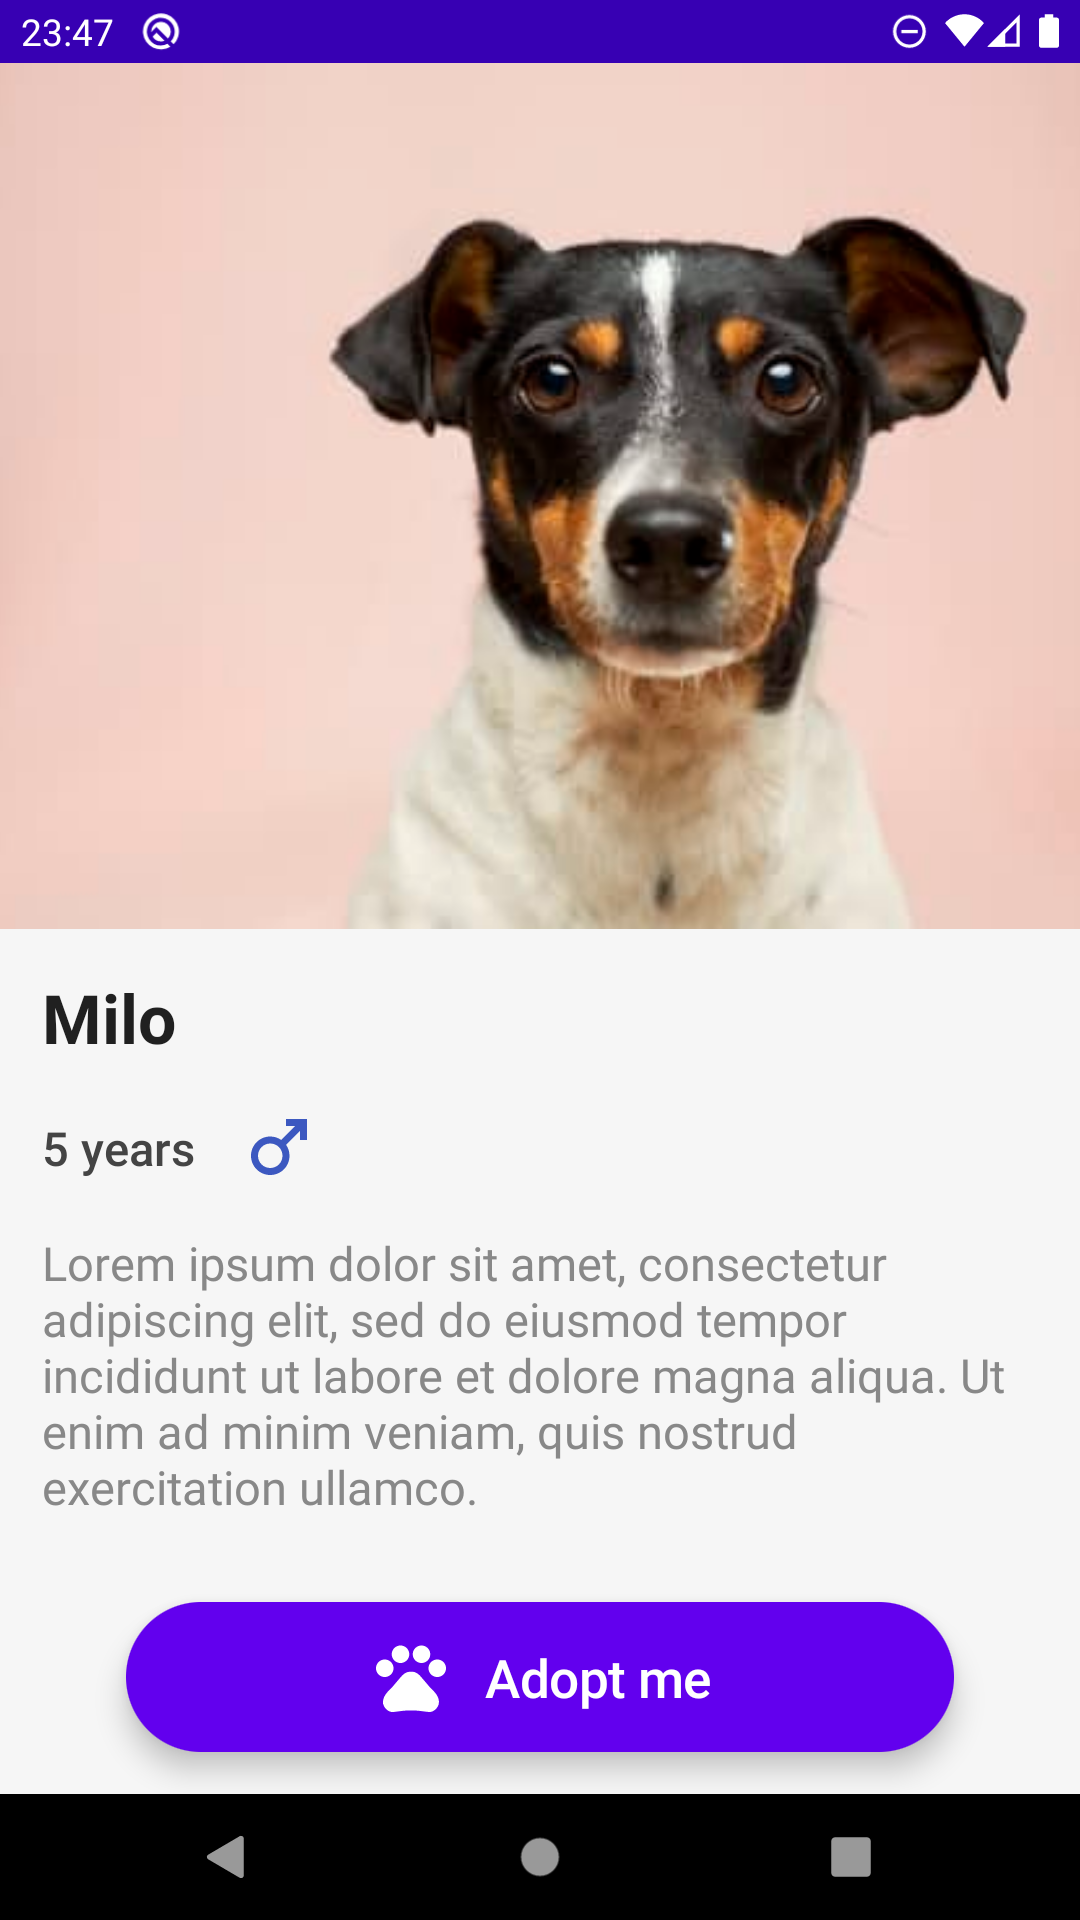 23:47
Milo
5 years
Lorem ipsum dolor sit amet, consectetur
adipiscing elit, sed do eiusmod tempor
incididunt ut labore et dolore magna aliqua. Ut
enim ad minim veniam, quis nostrud
exercitation ullamco.
Adopt me